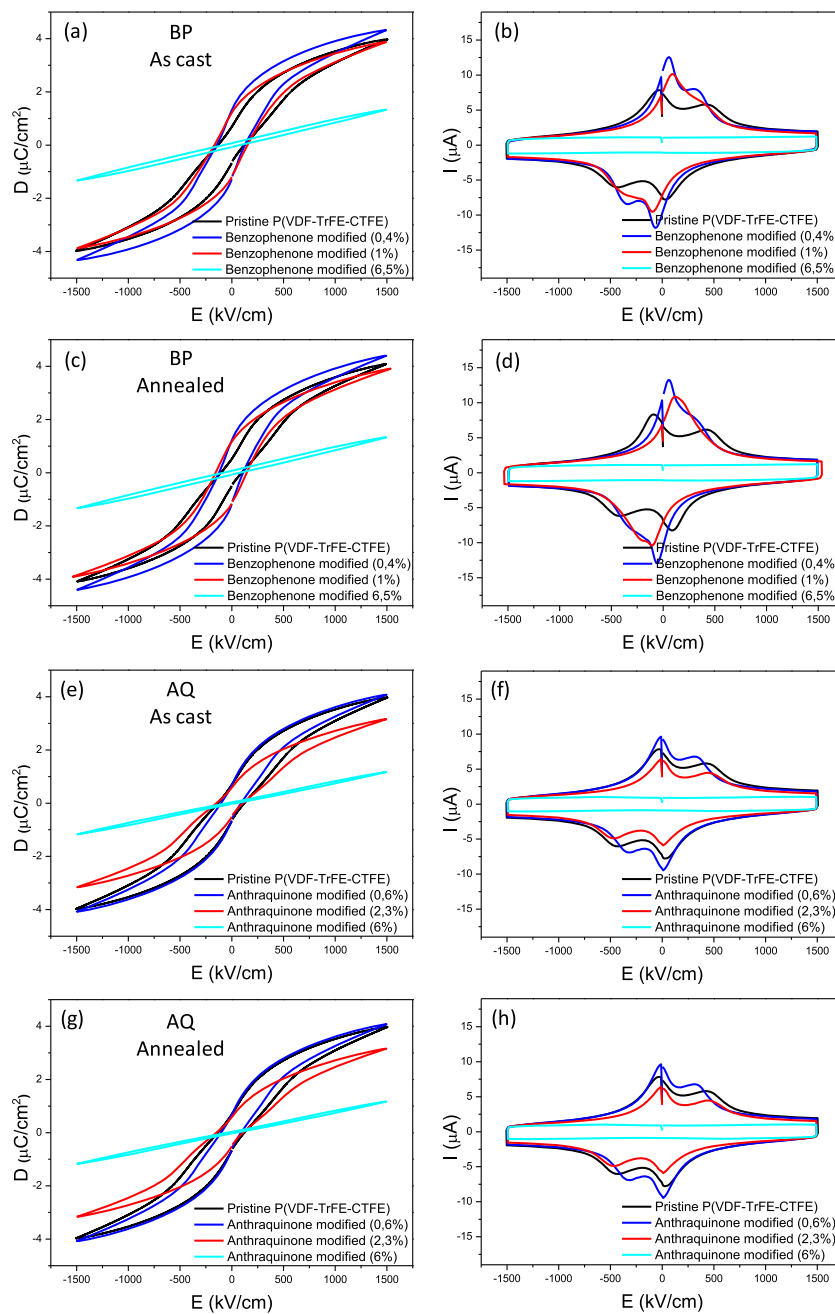 (a) BP
As cast
4
2
0
-2
-4
D (μC/cm²)
Pristine P(VDF-TrFE-CTFE)
Benzophenone modified (0,4%)
Benzophenone modified (1%)
Benzophenone modified (6,5%)
-1500 -1000 -500 0 500 1000 1500
E (kV/cm)
(b)
15
10
5
0
-5
-10
-15
I (μA)
Pristine P(VDF-TrFE-CTFE)
Benzophenone modified (0,4%)
Benzophenone modified (1%)
Benzophenone modified (6,5%
-1500 -1000 -500 0 500 1000 1500
E (kV/cm)
(c) BP
Annealed
4
2
0
-2
-4
D (μC/cm²)
Pristine P(VDF-TrFE-CTFE)
Benzophenone modified (0,4%)
Benzophenone modified (1%)
Benzophenone modified 6,5%
-1500 -1000 -500 0 500 1000 1500
E (kV/cm)
(d)
15
10
5
0
-5
-10
-15
I (μA)
Pristine P(VDF-TrFE-CTFE)
Benzophenone modified (0,4%
Benzophenone modified (1%)
Benzophenone modified (6,5%
-1500 -1000 -500 0 500 1000 1500
E (kV/cm)
(e) AQ
As cast
4
2
0
-2
-4
D (μC/cm²)
Pristine P(VDF-TrFE-CTFE)
Anthraquinone modified (0,6%)
Anthraquinone modified (2,3%)
Anthraquinone modified (6%)
-1500 -1000 -500 0 500 1000 1500
E (kV/cm)
(f)
15
10
5
0
-5
-10
-15
I (μA)
Pristine P(VDF-TrFE-CTFE)
Anthraquinone modified (0,6%)
Anthraquinone modified (2,3%)
Anthraquinone modified (6%)
-1500 -1000 -500 0 500 1000 1500
E (kV/cm)
(g) AQ
Annealed
4
2
0
-2
-4
D (μC/cm²)
Pristine P(VDF-TrFE-CTFE)
Anthraquinone modified (0,6%)
Anthraquinone modified (2,3%)
Anthraquinone modified (6%)
-1500 -1000 -500 0 500 1000 1500
E (kV/cm)
(h)
15
10
5
0
-5
-10
-15
I (μA)
Pristine P(VDF-TrFE-CTFE)
Anthraquinone modified (0,6%)
Anthraquinone modified (2,3%)
Anthraquinone modified (6%)
-1500 -1000 -500 0 500 1000 1500
E (kV/cm)